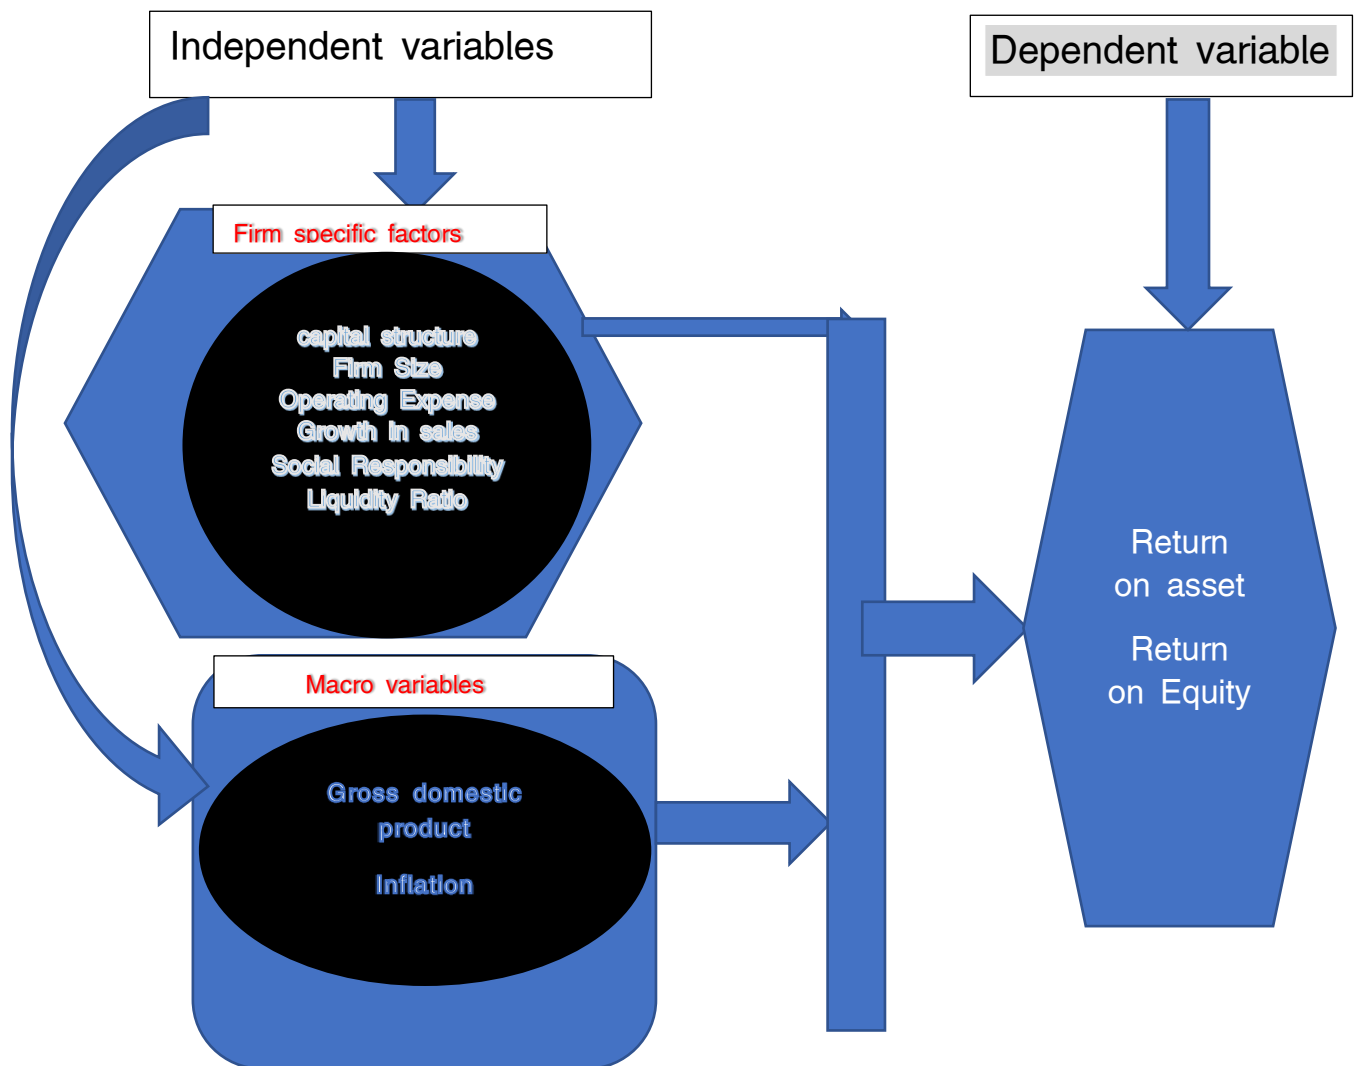 Independent variables
Dependent variable
Firm specific factors
capital structure
Firm Size
Operating Expense
Growth in sales
Social Responsibility
Liquidity Ratio
Return
on asset
Return
on Equity
Macro variables
Gross domestic
product
Inflation